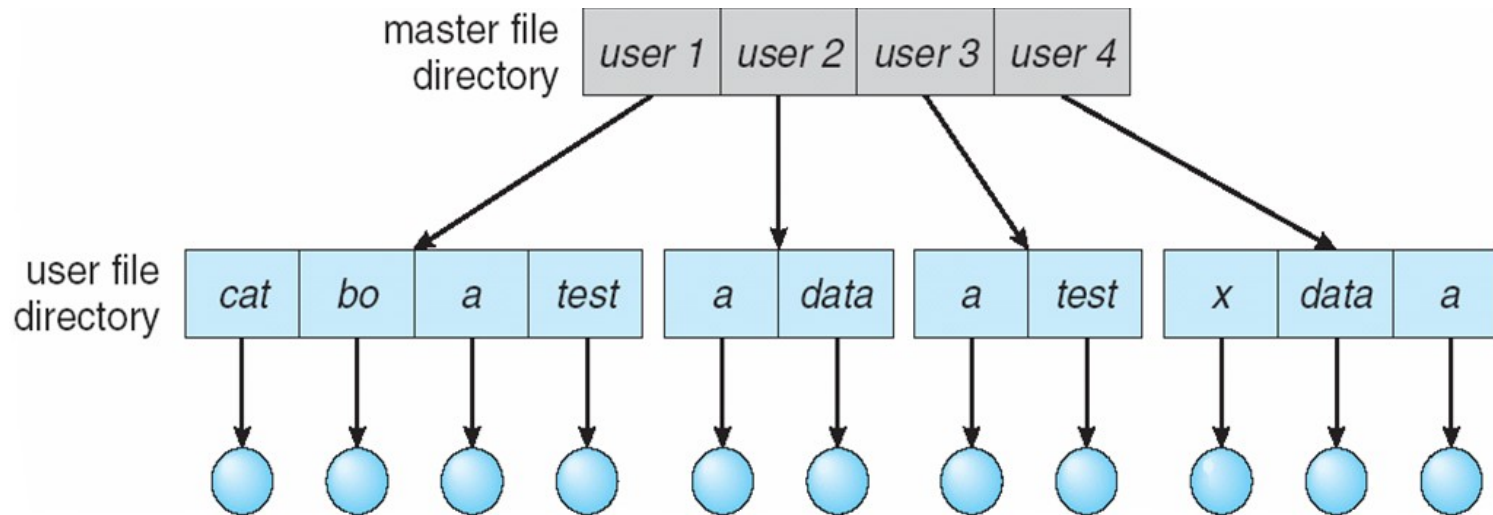 master file
directory
user 1 user 2 user 3 user 4
user file
directory
cat bo a test a data a test x data a